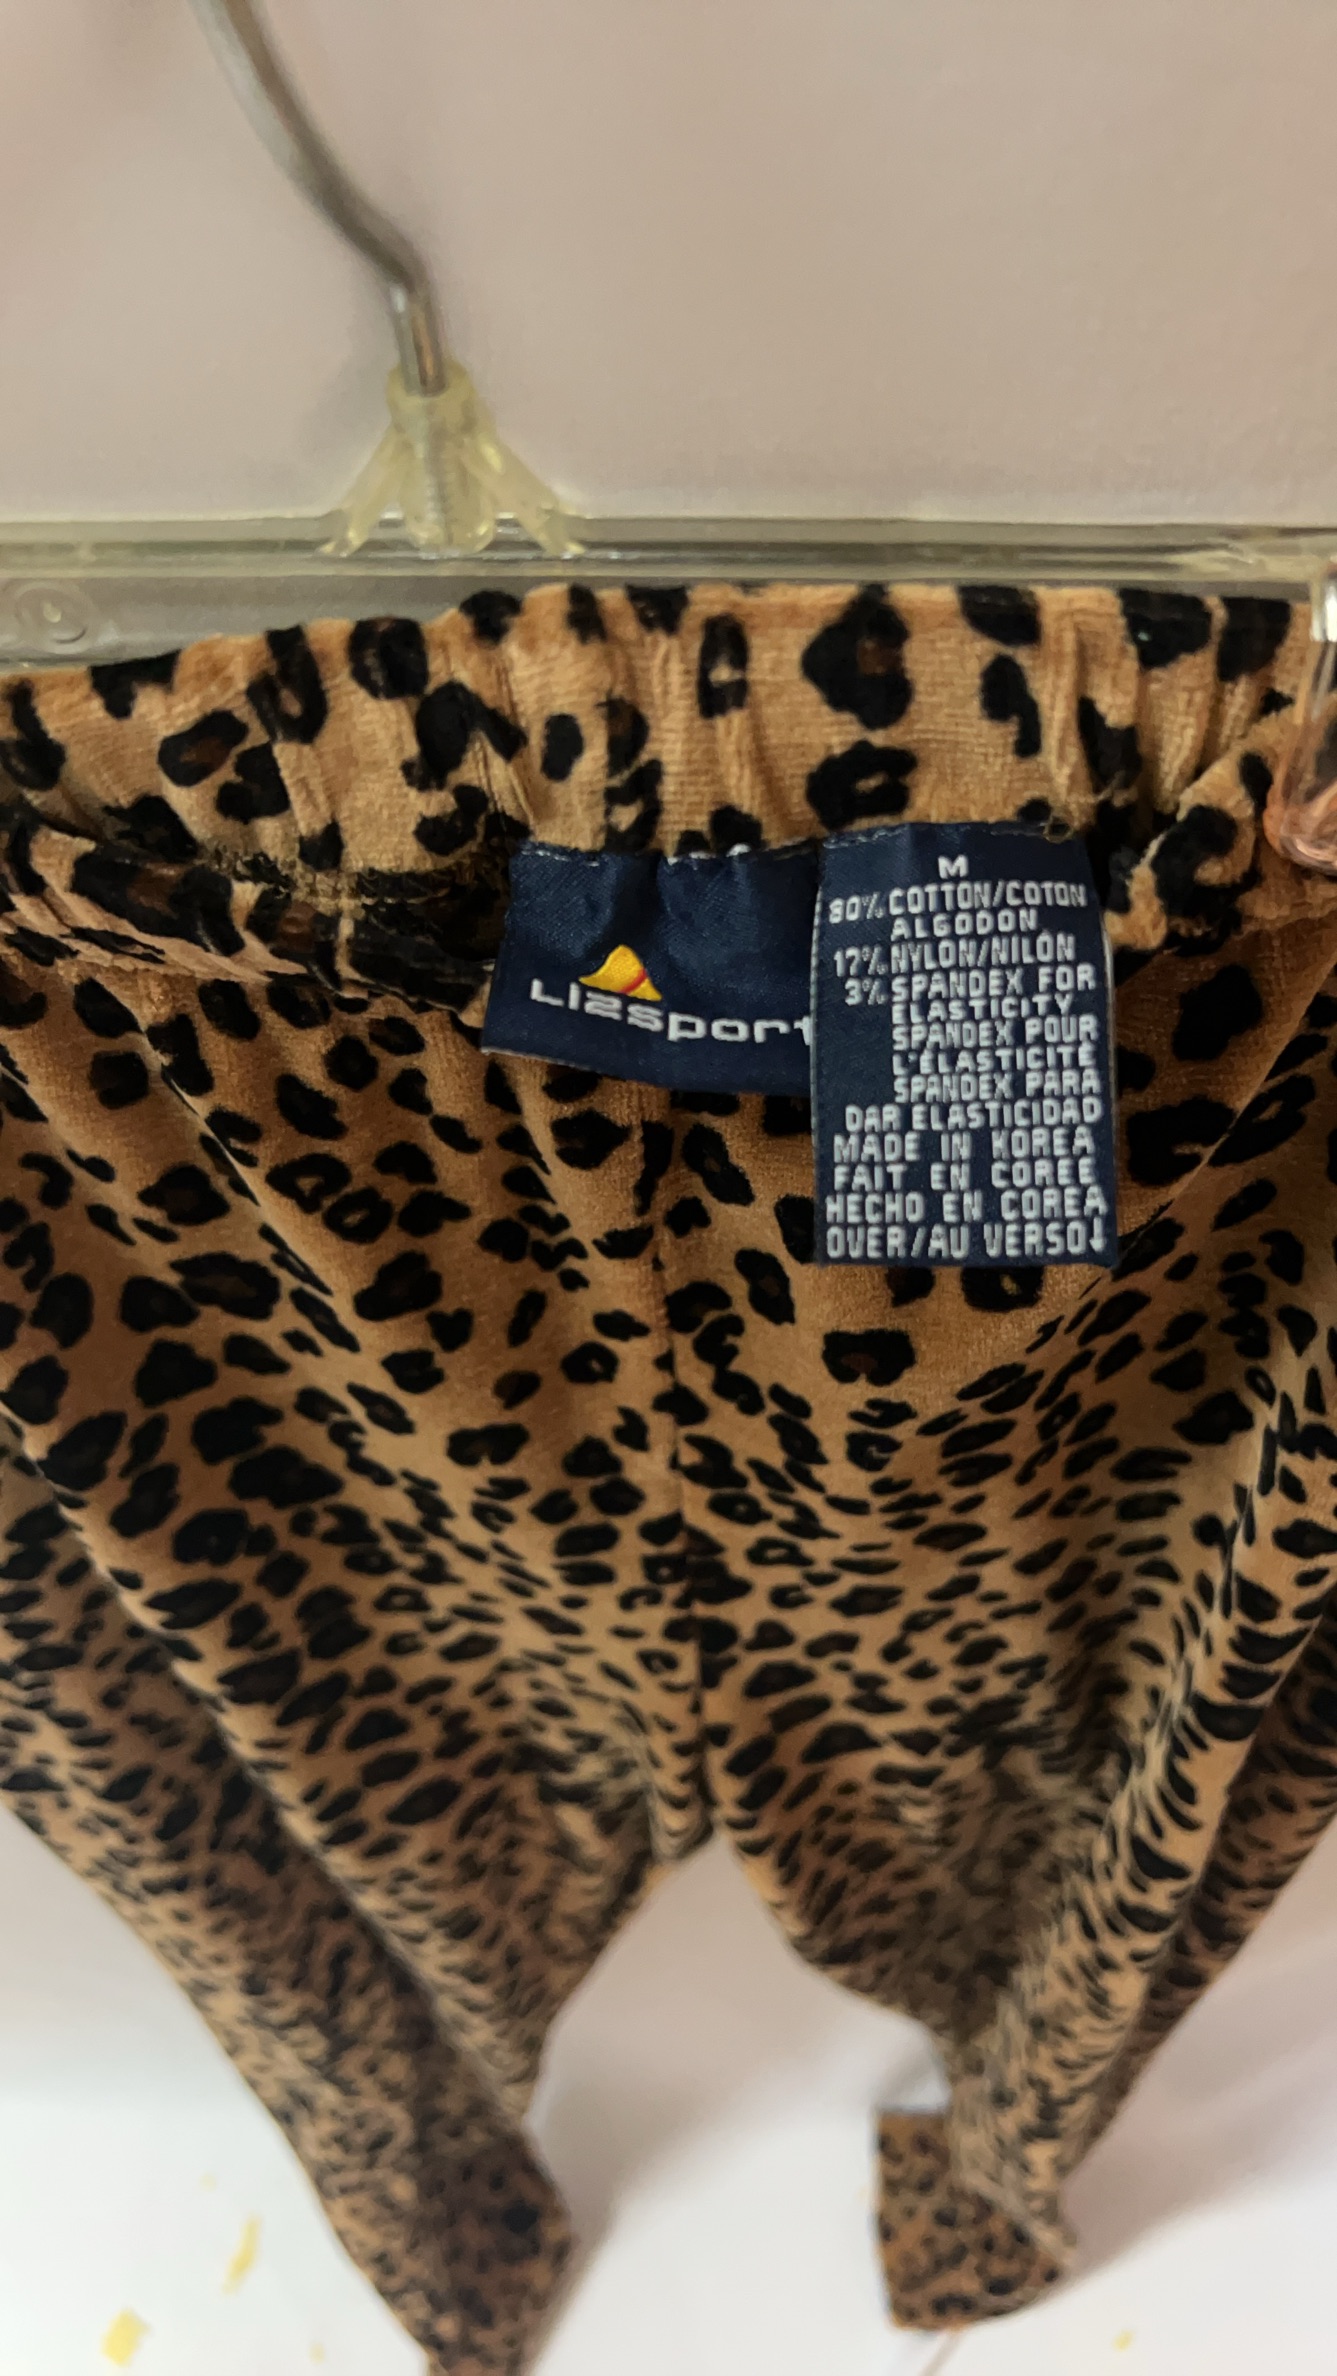 Lizsport
M
80% COTTON/COTON
ALGODON
17% NYLON/NILÓN
3% SPANDEX FOR
ELASTICITY
SPANDEX POUR
L'ÉLASTICITÉ
SPANDEX PARA
DAR ELASTICIDAD
MADE IN KOREA
FAIT EN COREE
HECHO EN COREA
OVER/AU VERSO↓